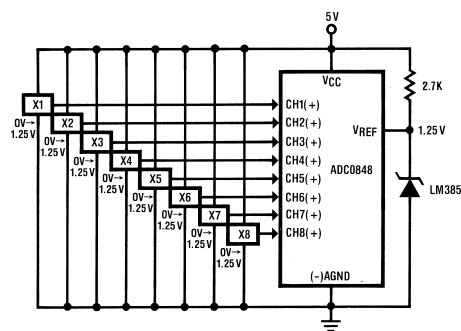 5 V
VCC
2.7K
X1
CH1(+)
0V→
1.25 V
X2
CH2(+)
VREF
1.25 V
0V→
1.25 V
X3
CH3(+)
0V→
1.25 V
X4
CH4(+)
ADC0848
0V→
1.25 V
X5
CH5(+)
LM385
0V→
1.25 V
X6
CH6(+)
0V→
1.25 V
X7
CH7(+)
0V→
1.25 V
X8
CH8(+)
0V→
1.25 V
(−)AGND